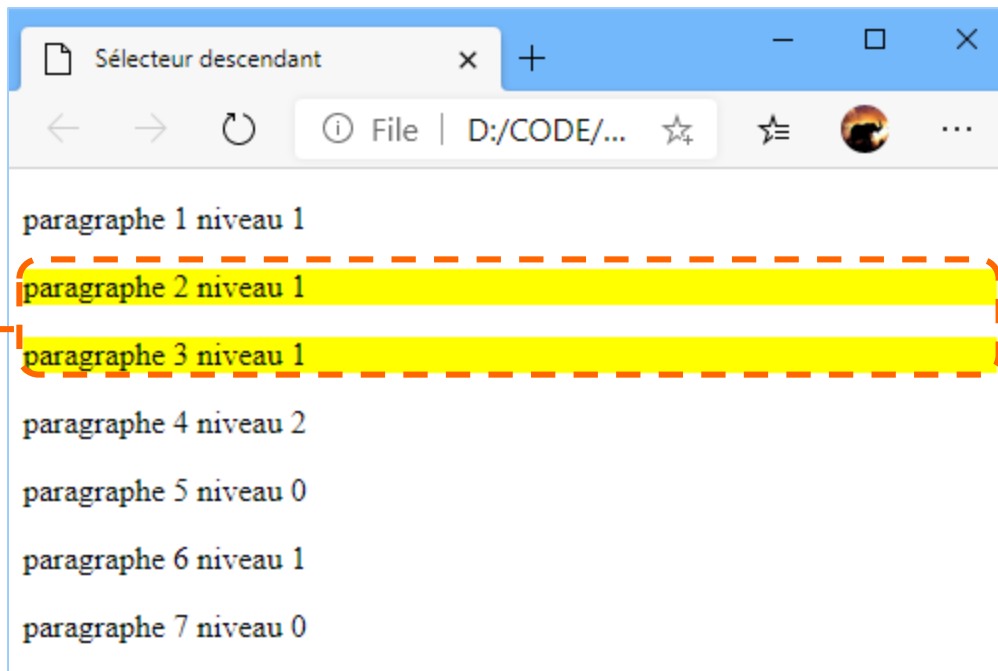 Sélecteur descendant
File | D:/CODE/...
paragraphe 1 niveau 1
paragraphe 2 niveau 1
paragraphe 3 niveau 1
paragraphe 4 niveau 2
paragraphe 5 niveau 0
paragraphe 6 niveau 1
paragraphe 7 niveau 0